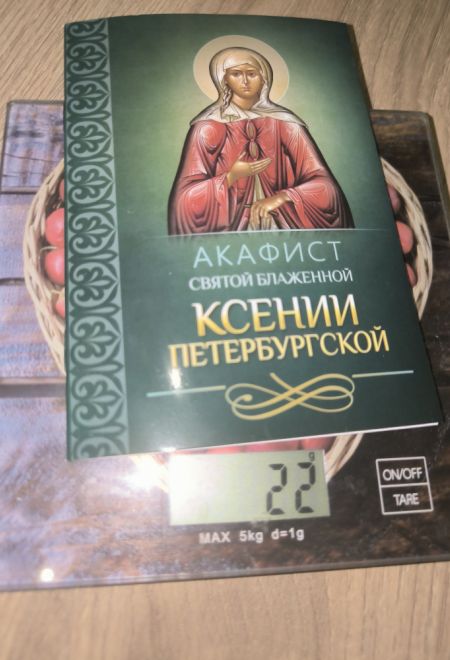 АКАФИСТ
СВЯТОЙ БЛАЖЕННОЙ
КСЕНИИ
ПЕТЕРБУРГСКОЙ
22 g
ON/OFF
TARE
MAX 5kg d=1g